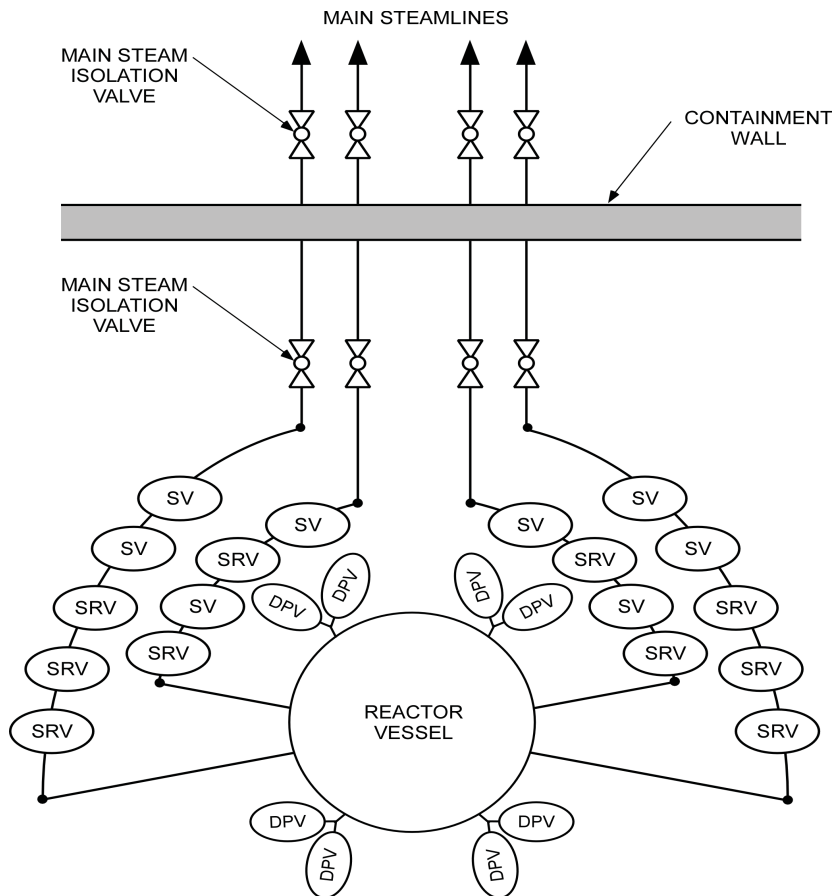 MAIN STEAMLINES
MAIN STEAM
ISOLATION
VALVE
CONTAINMENT
WALL
MAIN STEAM
ISOLATION
VALVE
SV
SV
SRV
SRV
SRV
SV
SRV
SV
SRV
DPV
DPV
DPV
DPV
SV
SRV
SV
SRV
SV
SV
SRV
SRV
SRV
REACTOR
VESSEL
DPV
DPV
DPV
DPV